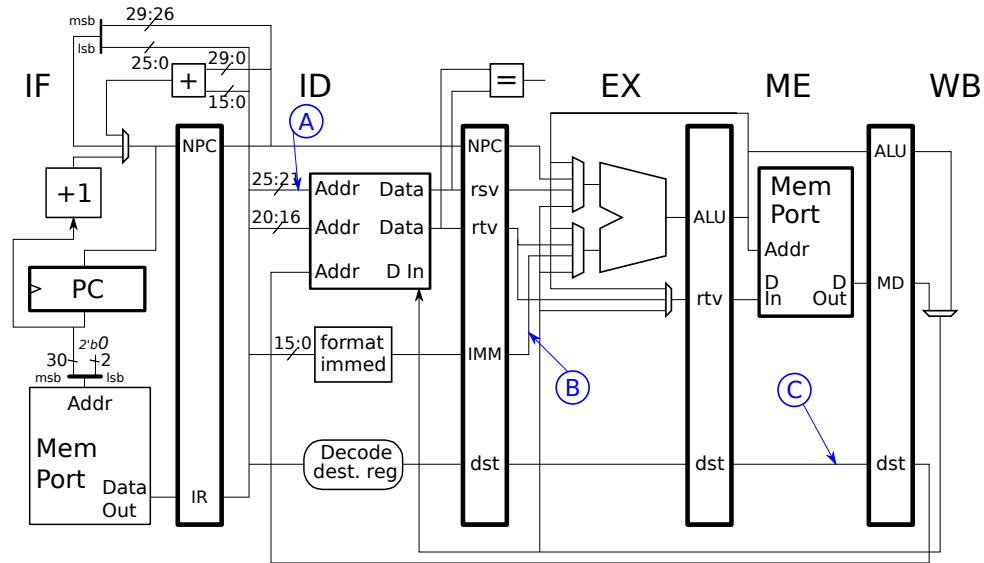 29:26
msb
lsb
25:0
29:0
+
15:0
=
IF
ID
EX
ME
WB
A
NPC
NPC
ALU
+1
25:21
Addr
Data
rsv
Mem
Port
20:16
Addr
Data
rtv
ALU
Addr
Addr
D In
PC
D
In
D
Out
rtv
MD
2'b0
30
2
msb
lsb
15:0
format
immed
IMM
B
C
Addr
Mem
Port
Data
Out
IR
Decode
dest. reg
dst
dst
dst